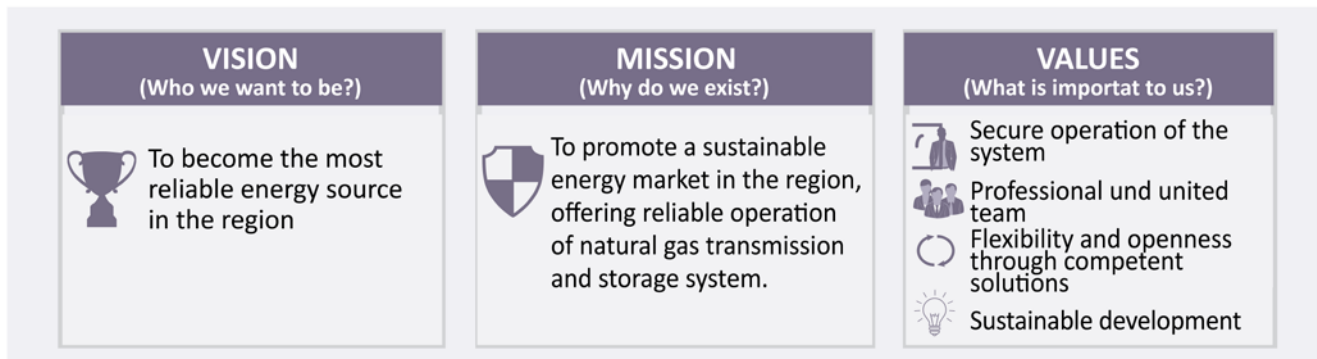 VISION
(Who we want to be?)
To become the most
reliable energy source
in the region
MISSION
(Why do we exist?)
To promote a sustainable
energy market in the region,
offering reliable operation
of natural gas transmission
and storage system.
VALUES
(What is importat to us?)
Secure operation of the
system
Professional und united
team
Flexibility and openness
through competent
solutions
Sustainable development